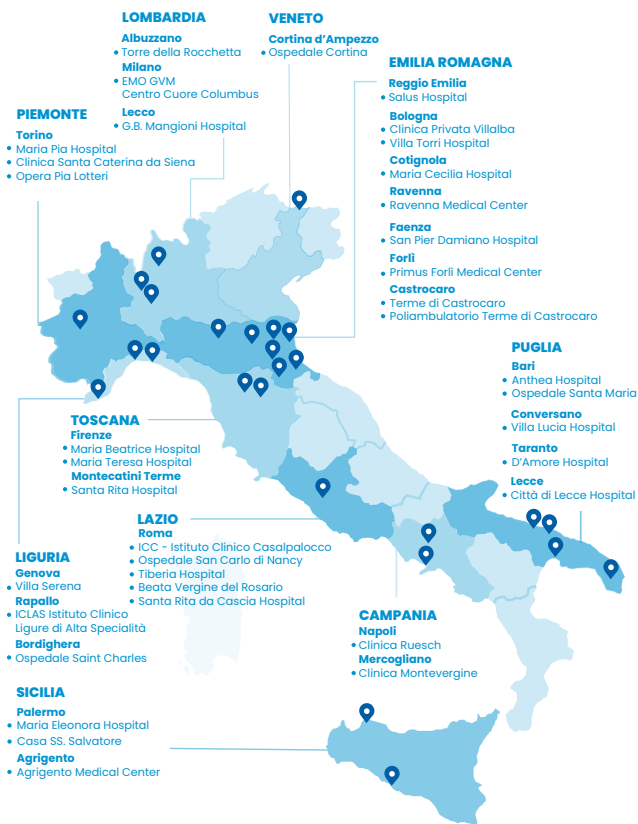 LOMBARDIA
Albuzzano
• Torre della Rocchetta
Milano
• EMO GVM
Centro Cuore Columbus
Lecco
• G.B. Mangioni Hospital
VENETO
Cortina d’Ampezzo
• Ospedale Cortina
EMILIA ROMAGNA
Reggio Emilia
• Salus Hospital
Bologna
• Clinica Privata Villalba
• Villa Torri Hospital
Cotignola
• Maria Cecilia Hospital
Ravenna
• Ravenna Medical Center
Faenza
• San Pier Damiano Hospital
Forlì
• Primus Forlì Medical Center
Castrocaro
• Terme di Castrocaro
• Poliambulatorio Terme di Castrocaro
PIEMONTE
Torino
• Maria Pia Hospital
• Clinica Santa Caterina da Siena
• Opera Pia Lotteri
PUGLIA
Bari
• Anthea Hospital
• Ospedale Santa Maria
Conversano
• Villa Lucia Hospital
Taranto
• D’Amore Hospital
Lecce
• Città di Lecce Hospital
TOSCANA
Firenze
• Maria Beatrice Hospital
• Maria Teresa Hospital
Montecatini Terme
• Santa Rita Hospital
LAZIO
Roma
• ICC - Istituto Clinico Casalpalocco
• Ospedale San Carlo di Nancy
• Tiberia Hospital
• Beata Vergine del Rosario
• Santa Rita da Cascia Hospital
LIGURIA
Genova
• Villa Serena
Rapallo
• ICLAS Istituto Clinico
Ligure di Alta Specialità
Bordighera
• Ospedale Saint Charles
CAMPANIA
Napoli
• Clinica Ruesch
Mercogliano
• Clinica Montevergine
SICILIA
Palermo
• Maria Eleonora Hospital
• Casa SS. Salvatore
Agrigento
• Agrigento Medical Center